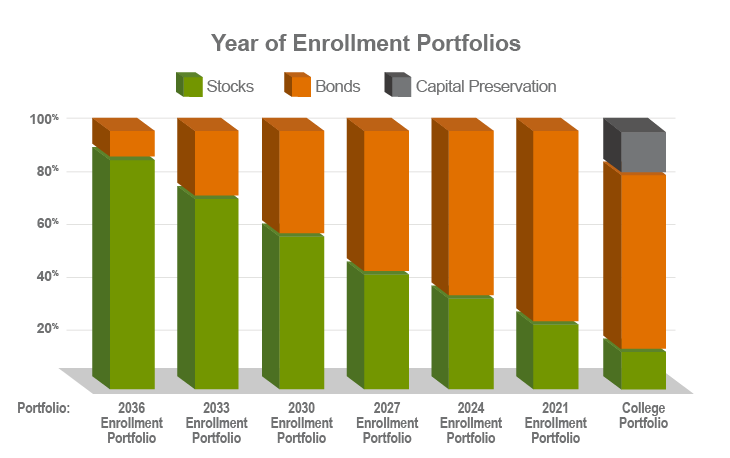 Year of Enrollment Portfolios
Stocks Bonds Capital Preservation
100%
80%
60%
40%
20%
Portfolio: 2036 2033 2030 2027 2024 2021 College
Enrollment Enrollment Enrollment Enrollment Enrollment Enrollment Portfolio
Portfolio Portfolio Portfolio Portfolio Portfolio Portfolio